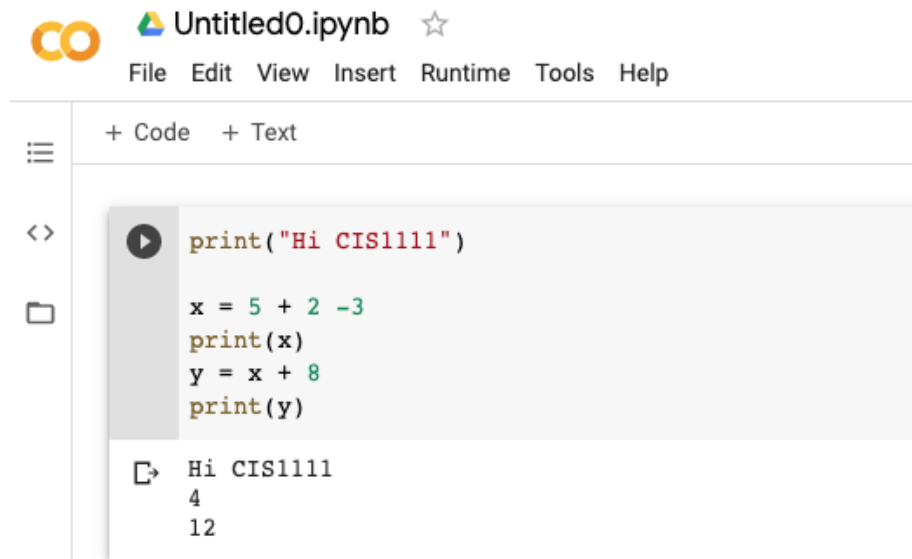 Untitled0.ipynb
File Edit View Insert Runtime Tools Help
+ Code + Text
print("Hi CIS1111")
x = 5 + 2 -3
print(x)
y = x + 8
print(y)
Hi CIS1111
4
12